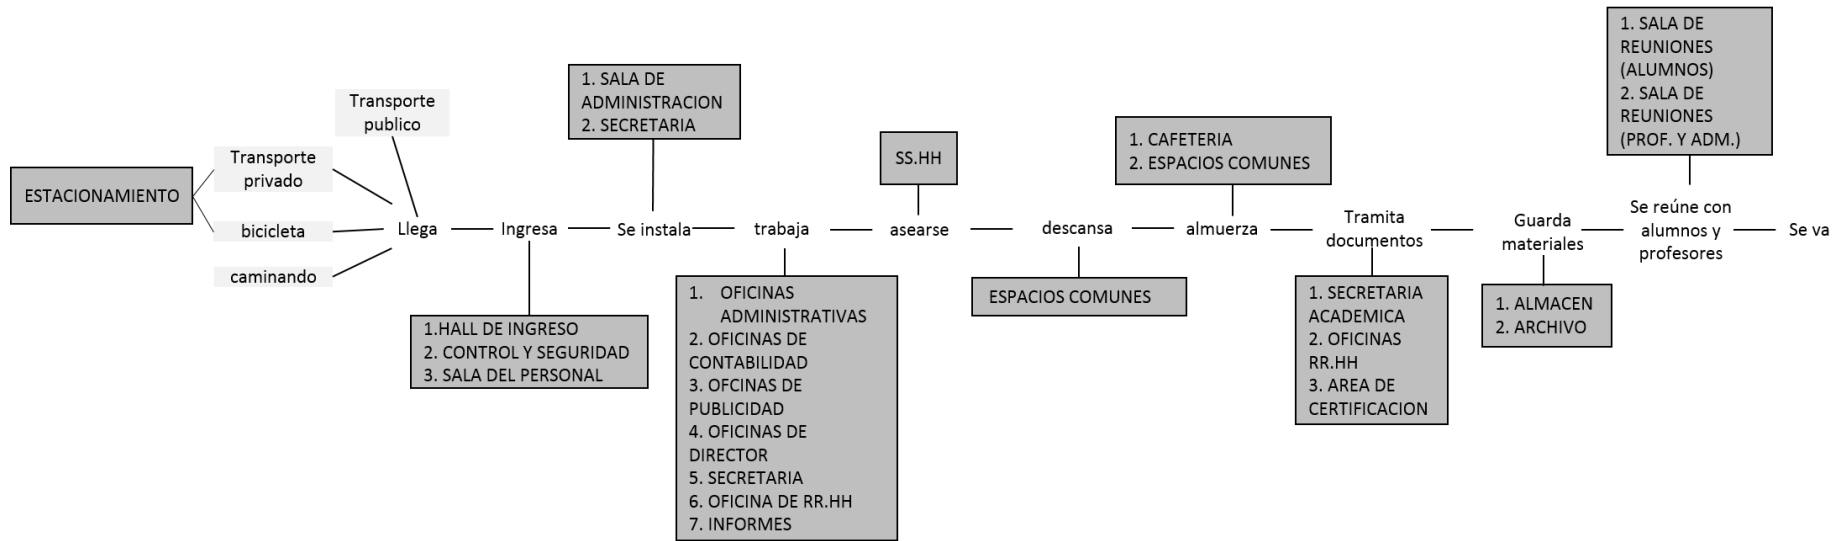 ESTACIONAMIENTO
Transporte
privado
bicicleta
caminando
Transporte
publico
Llega
Ingresa
1.HALL DE INGRESO
2. CONTROL Y SEGURIDAD
3. SALA DEL PERSONAL
1. SALA DE
ADMINISTRACION
2. SECRETARIA
Se instala
trabaja
1. OFICINAS
ADMINISTRATIVAS
2. OFICINAS DE
CONTABILIDAD
3. OFCINAS DE
PUBLICIDAD
4. OFICINAS DE
DIRECTOR
5. SECRETARIA
6. OFICINA DE RR.HH
7. INFORMES
SS.HH
asearse
descansa
ESPACIOS COMUNES
1. CAFETERIA
2. ESPACIOS COMUNES
almuerza
Tramita
documentos
1. SECRETARIA
ACADEMICA
2. OFICINAS
RR.HH
3. AREA DE
CERTIFICACION
Guarda
materiales
1. ALMACEN
2. ARCHIVO
1. SALA DE
REUNIONES
(ALUMNOS)
2. SALA DE
REUNIONES
(PROF. Y ADM.)
Se reúne con
alumnos y
profesores
Se va